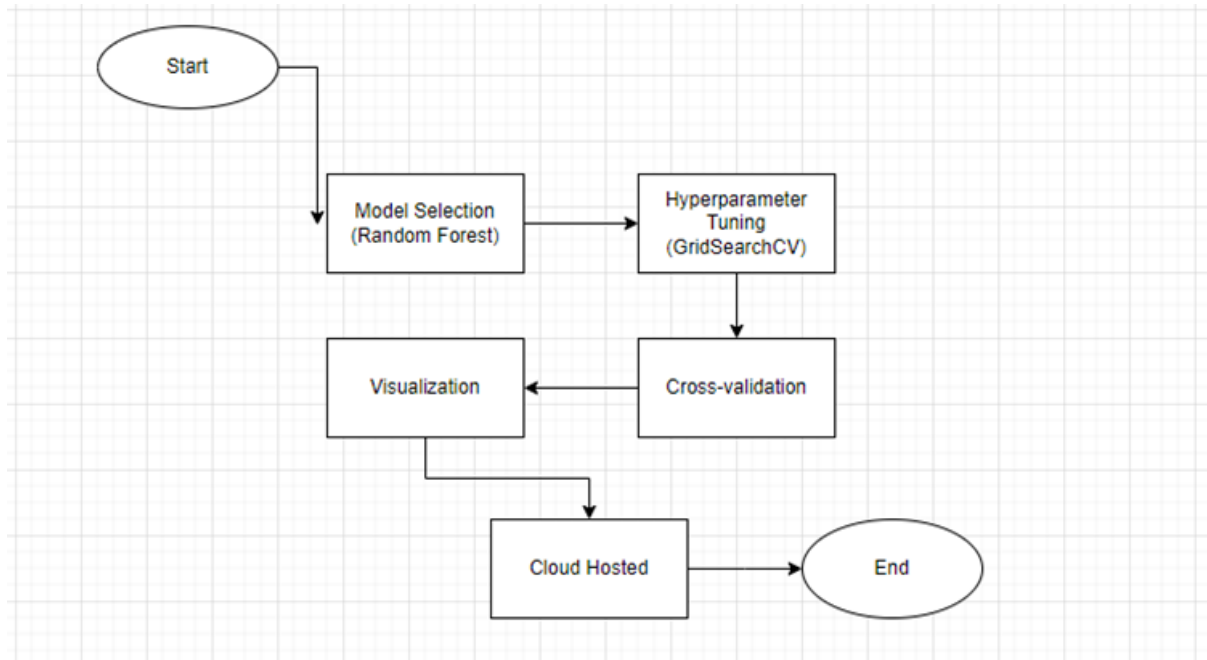 Start
Model Selection
(Random Forest)
Hyperparameter
Tuning
(GridSearchCV)
Visualization
Cross-validation
Cloud Hosted
End